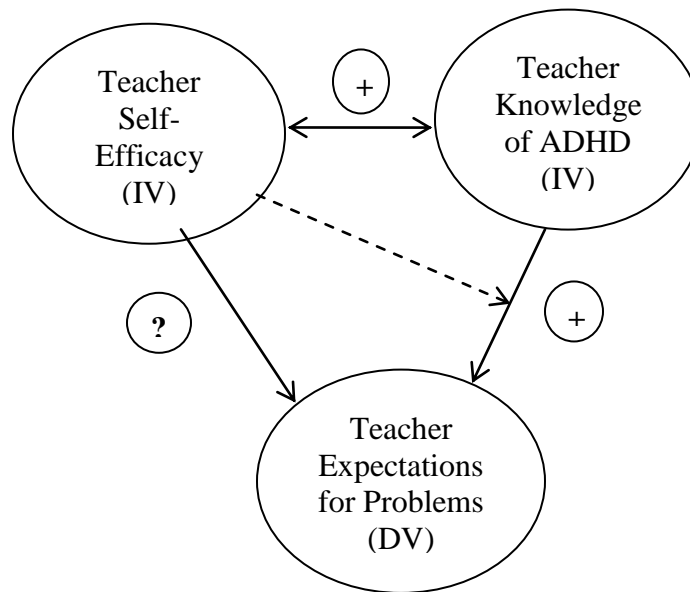 Teacher
Self-
Efficacy
(IV)
+
Teacher
Knowledge
of ADHD
(IV)
?
+
Teacher
Expectations
for Problems
(DV)